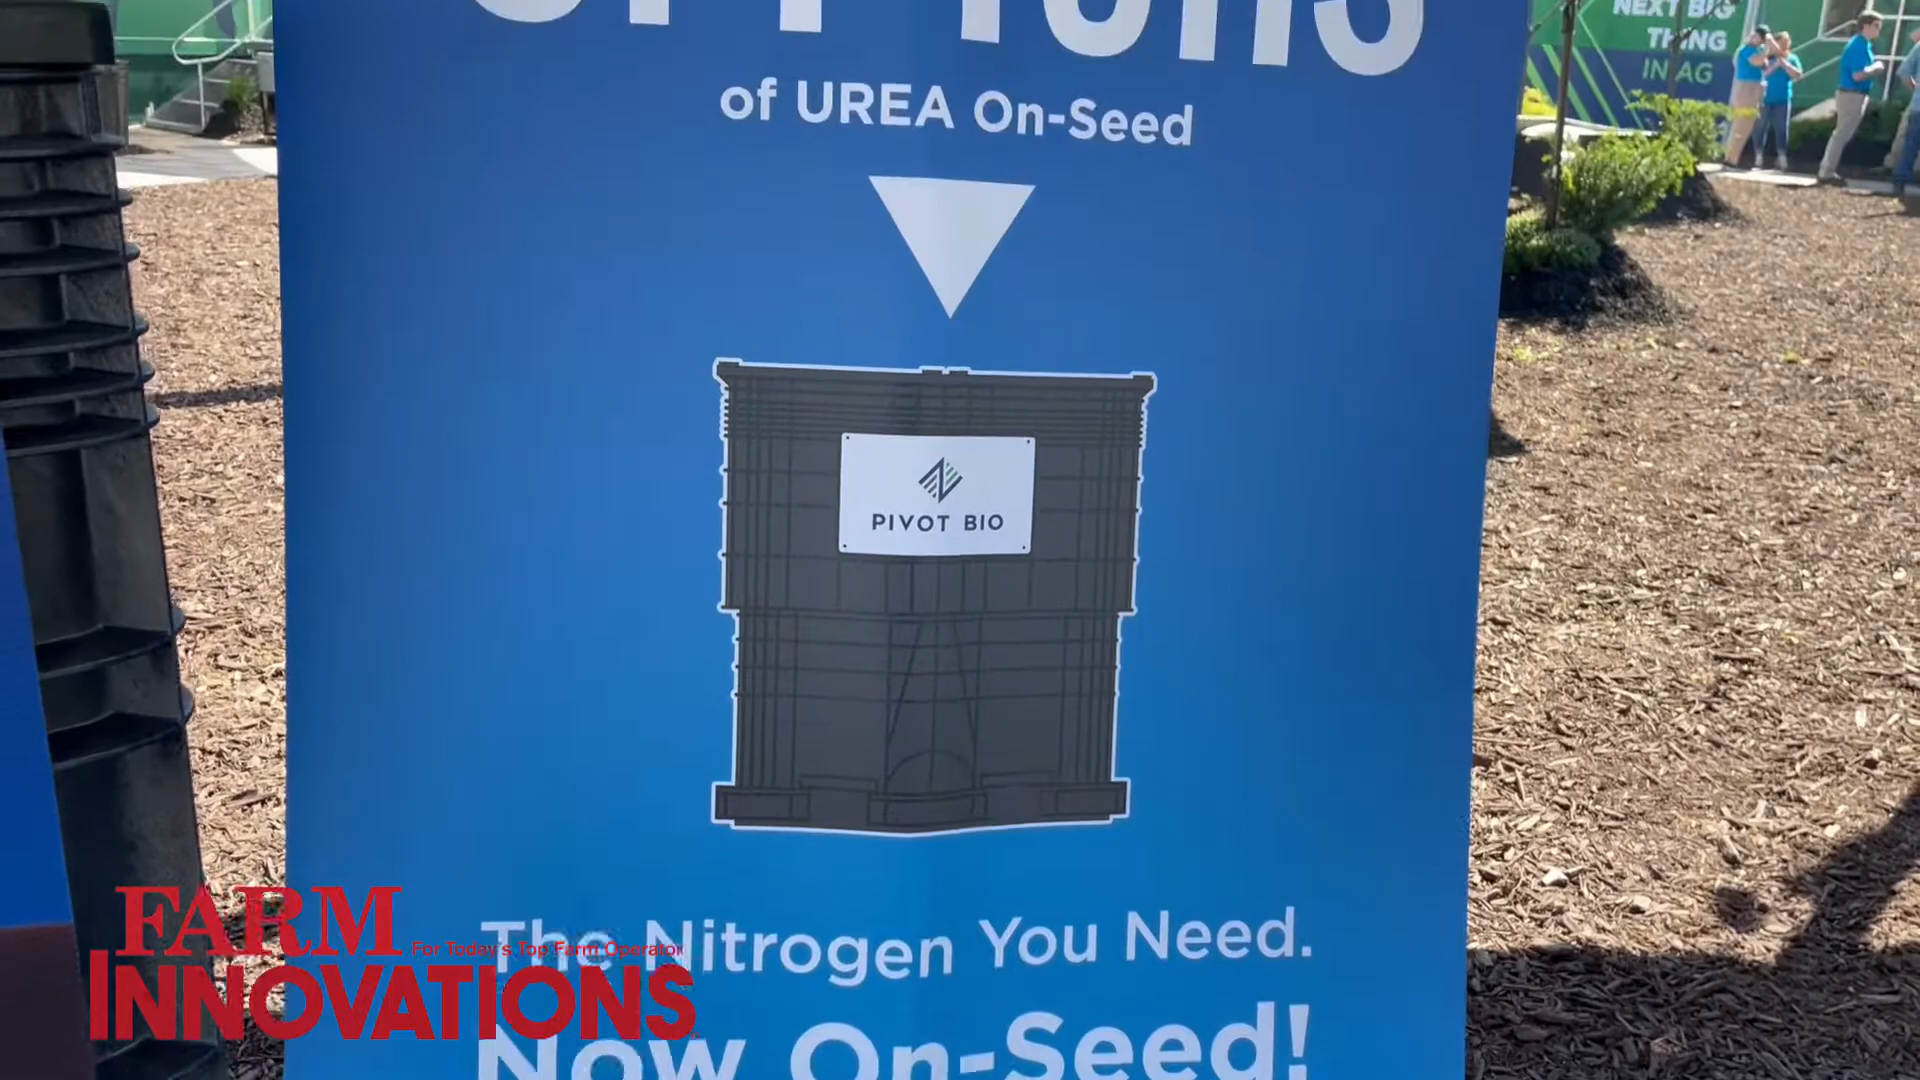 of UREA On-Seed
PIVOT BIO
The Nitrogen You Need.
Now On-Seed!
NEXT BIG
THING
IN AG
FARM
For Today's Top Farm Operator
INNOVATIONS